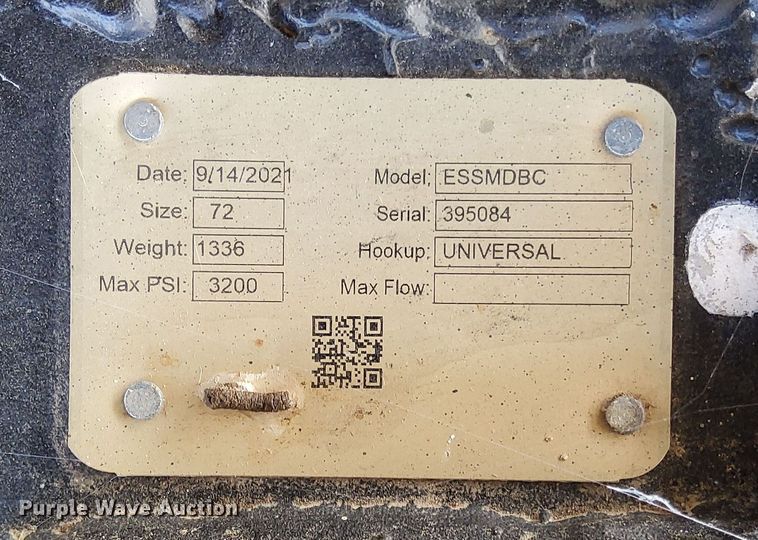 Date: 9/14/2021
Size: 72
Weight: 1336
Max PSI: 3200
Model: ESSMDBC
Serial: 395084
Hookup: UNIVERSAL
Max Flow:
Purple Wave Auction